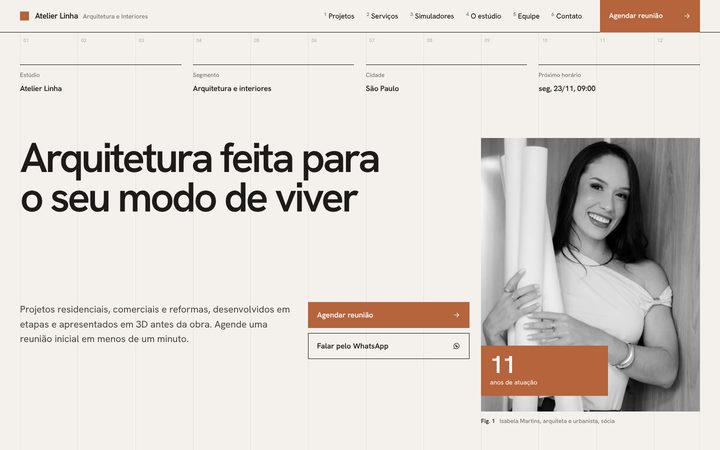 Atelier Linha Arquitetura e Interiores
1 Projetos 2 Serviços 3 Simuladores 4 O estúdio 5 Equipe 6 Contato
Agendar reunião →
01 02 03 04 05 06 07 08 09 10 11 12
Estúdio
Atelier Linha
Segmento
Arquitetura e interiores
Cidade
São Paulo
Próximo horário
seg, 23/11, 09:00
Arquitetura feita para
o seu modo de viver
Projetos residenciais, comerciais e reformas, desenvolvidos em
etapas e apresentados em 3D antes da obra. Agende uma
reunião inicial em menos de um minuto.
Agendar reunião →
Falar pelo WhatsApp
11
anos de atuação
Fig. 1 Isabela Martins, arquiteta e urbanista, sócia